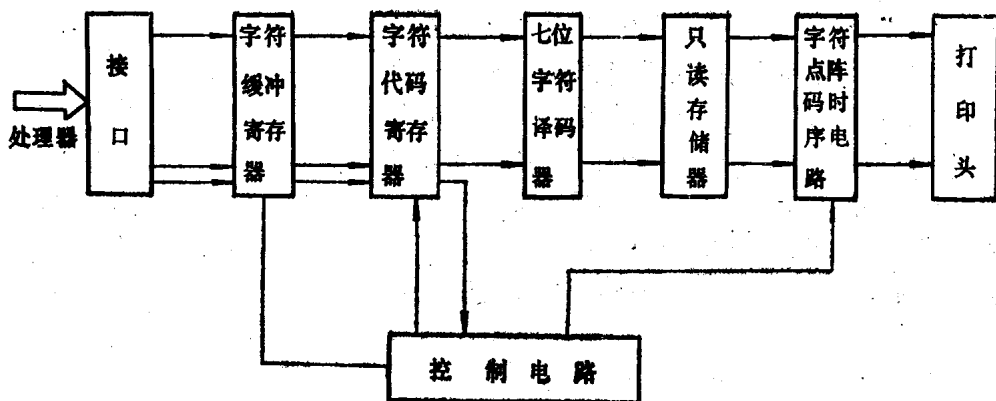 处理器
接口
字符
缓冲
寄存
器
字符
代码
寄存
器
七位
字符
译码
器
只读存储器
字符
点阵
码时
序电
路
打印头
控制电路